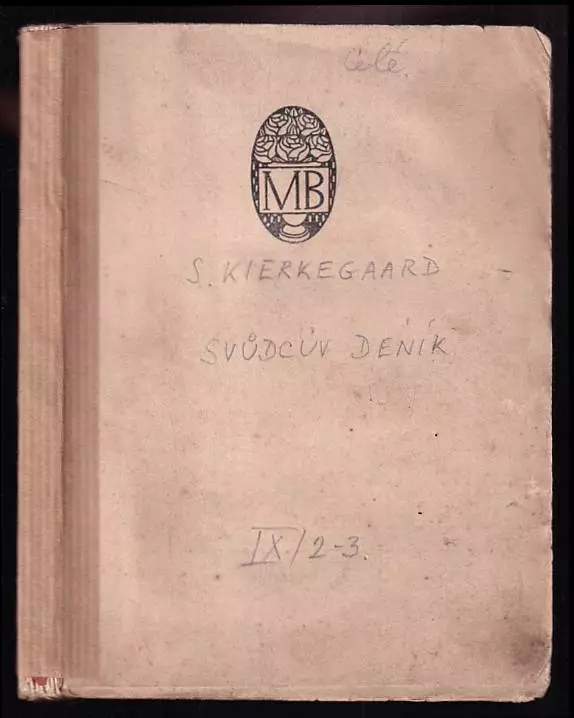 celé.
MB
S. KIERKEGAARD
SVŮDCŮV DENÍK
IX/2-3.